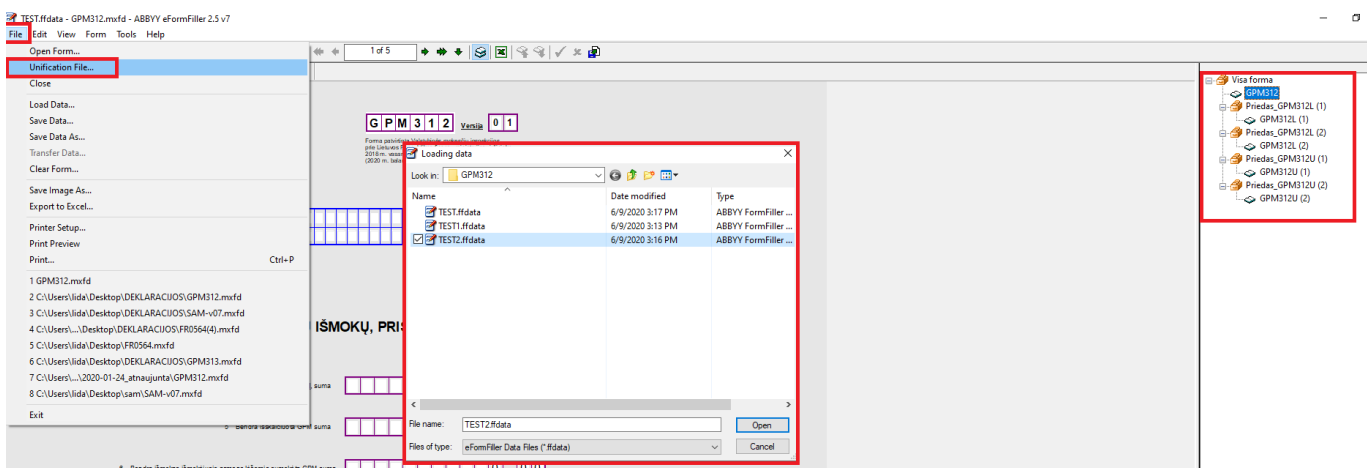 TEST.ffdata - GPM312.mxfd - ABBYY eFormFiller 2.5 v7
File Edit View Form Tools Help
Open Form...
Unification File...
Close
Load Data...
Save Data...
Save Data As...
Transfer Data...
Clear Form...
Save Image As...
Export to Excel...
Printer Setup...
Print Preview
Print... Ctrl+P
1 GPM312.mxfd
2 C:\Users\lida\Desktop\DEKLARACIJOS\GPM312.mxfd
3 C:\Users\lida\Desktop\DEKLARACIJOS\SAM-v07.mxfd
4 C:\Users\...\Desktop\DEKLARACIJOS\FR0564(4).mxfd
5 C:\Users\lida\Desktop\FR0564.mxfd
6 C:\Users\lida\Desktop\DEKLARACIJOS\GPM313.mxfd
7 C:\Users\...\2020-01-24_atnaujunta\GPM312.mxfd
8 C:\Users\lida\Desktop\sam\SAM-v07.mxfd
Exit
1 of 5
GPM312 Versija 01
Forma patvirtinta
prie Lietuvos
2018 m.
(2020 m.
IŠMOKŲ,
suma
GPM suma
Loading data
Look in: GPM312
Name Date modified Type
TEST.ffdata 6/9/2020 3:17 PM ABBYY FormFiller ...
TEST1.ffdata 6/9/2020 3:13 PM ABBYY FormFiller ...
TEST2.ffdata 6/9/2020 3:16 PM ABBYY FormFiller ...
File name: TEST2.ffdata Open
Files of type: eFormFiller Data Files (*.ffdata) Cancel
Visa forma
GPM312
Priedas_GPM312L (1)
GPM312L (1)
Priedas_GPM312L (2)
GPM312L (2)
Priedas_GPM312U (1)
GPM312U (1)
Priedas_GPM312U (2)
GPM312U (2)